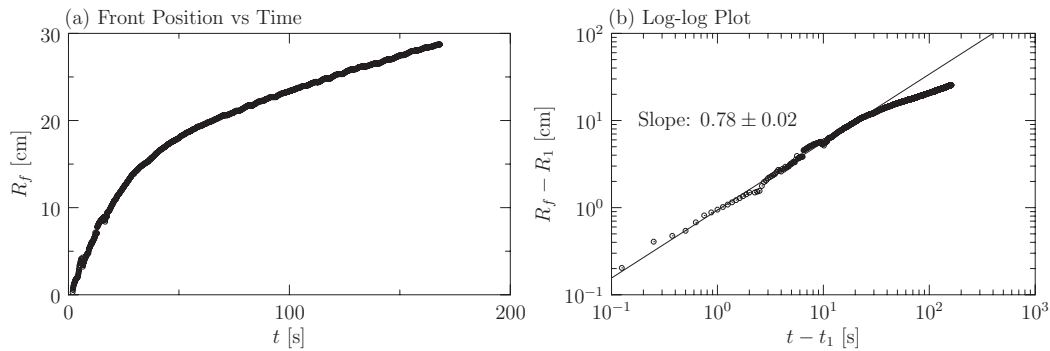 (a) Front Position vs Time
30
20
10
0
R_f [cm]
0
100
200
t [s]
(b) Log-log Plot
10^2
10^1
10^0
10^{-1}
R_f − R_1 [cm]
Slope: 0.78 ± 0.02
10^{-1}
10^0
10^1
10^2
10^3
t − t_1 [s]